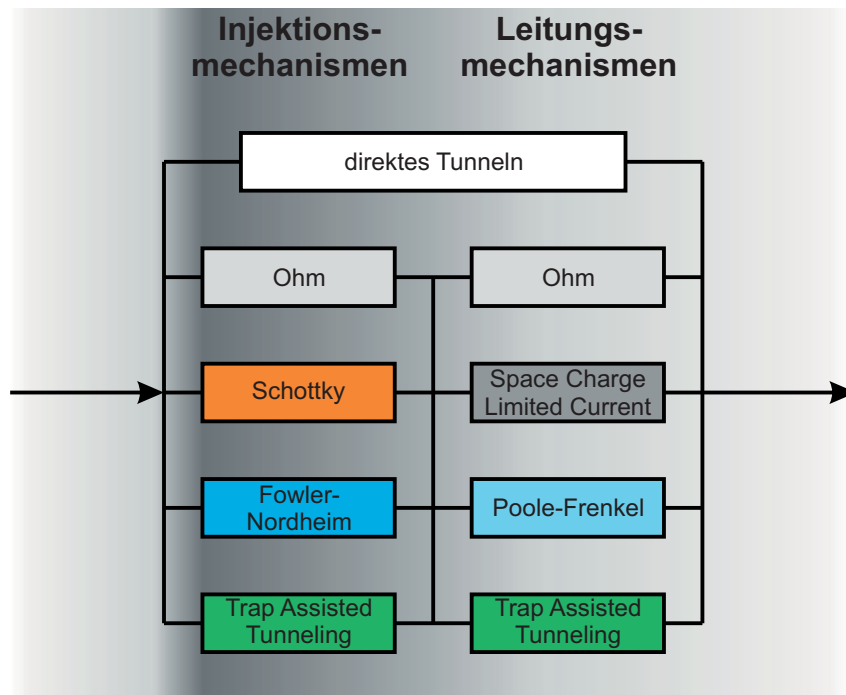 Injektions-
mechanismen
Leitungs-
mechanismen
direktes Tunneln
Ohm
Ohm
Schottky
Space Charge
Limited Current
Fowler-
Nordheim
Poole-Frenkel
Trap Assisted
Tunneling
Trap Assisted
Tunneling